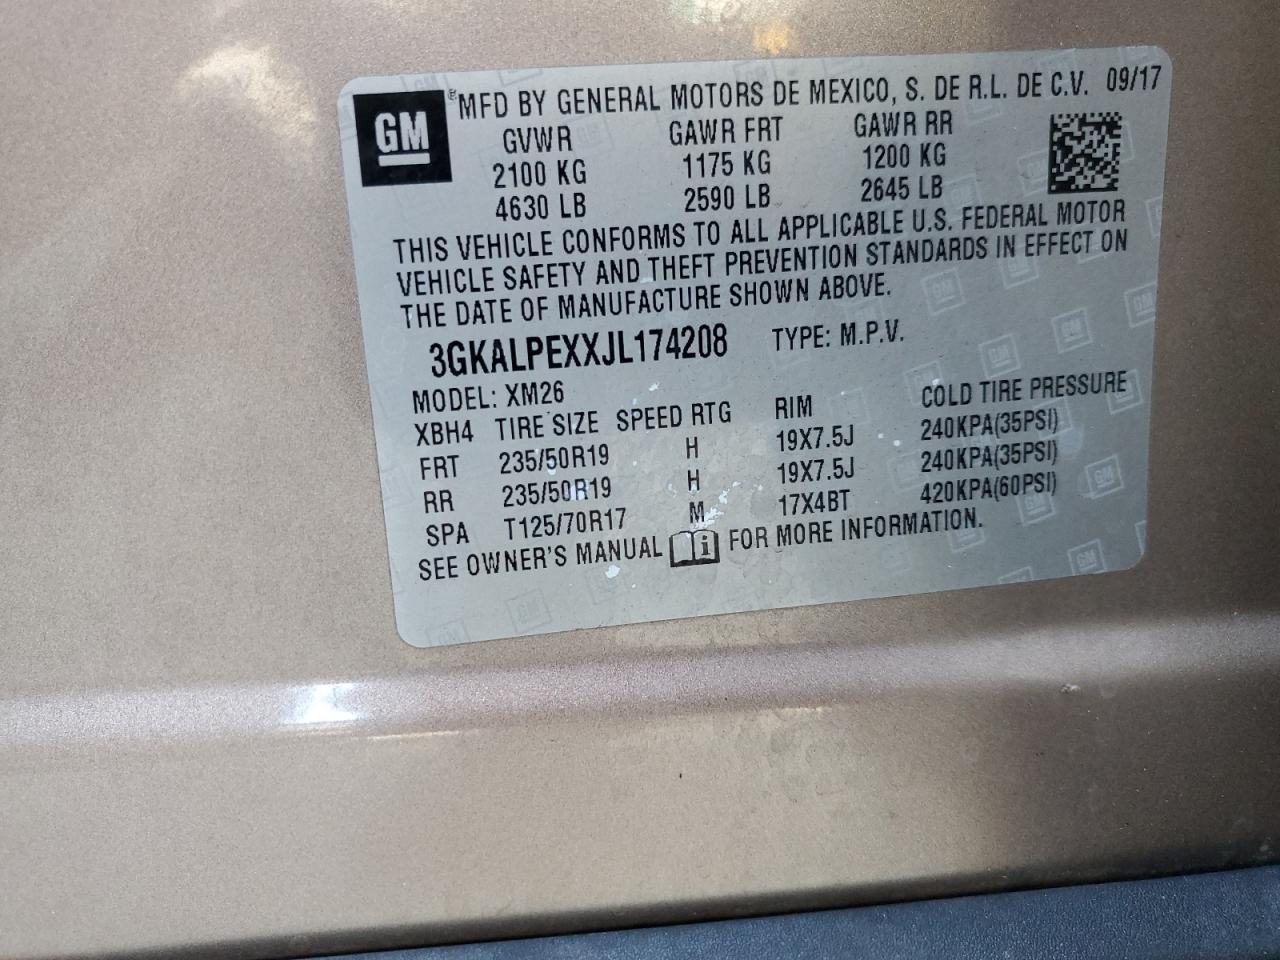 GM ® MFD BY GENERAL MOTORS DE MEXICO, S. DE R.L. DE C.V. 09/17
GVWR GAWR FRT GAWR RR
2100 KG 1175 KG 1200 KG
4630 LB 2590 LB 2645 LB
THIS VEHICLE CONFORMS TO ALL APPLICABLE U.S. FEDERAL MOTOR
VEHICLE SAFETY AND THEFT PREVENTION STANDARDS IN EFFECT ON
THE DATE OF MANUFACTURE SHOWN ABOVE.
3GKALPEXXJL174208 TYPE: M.P.V.
MODEL: XM26
XBH4 TIRE SIZE SPEED RTG RIM COLD TIRE PRESSURE
FRT 235/50R19 H 19X7.5J 240KPA(35PSI)
RR 235/50R19 H 19X7.5J 240KPA(35PSI)
SPA T125/70R17 M 17X4BT 420KPA(60PSI)
SEE OWNER'S MANUAL i FOR MORE INFORMATION.